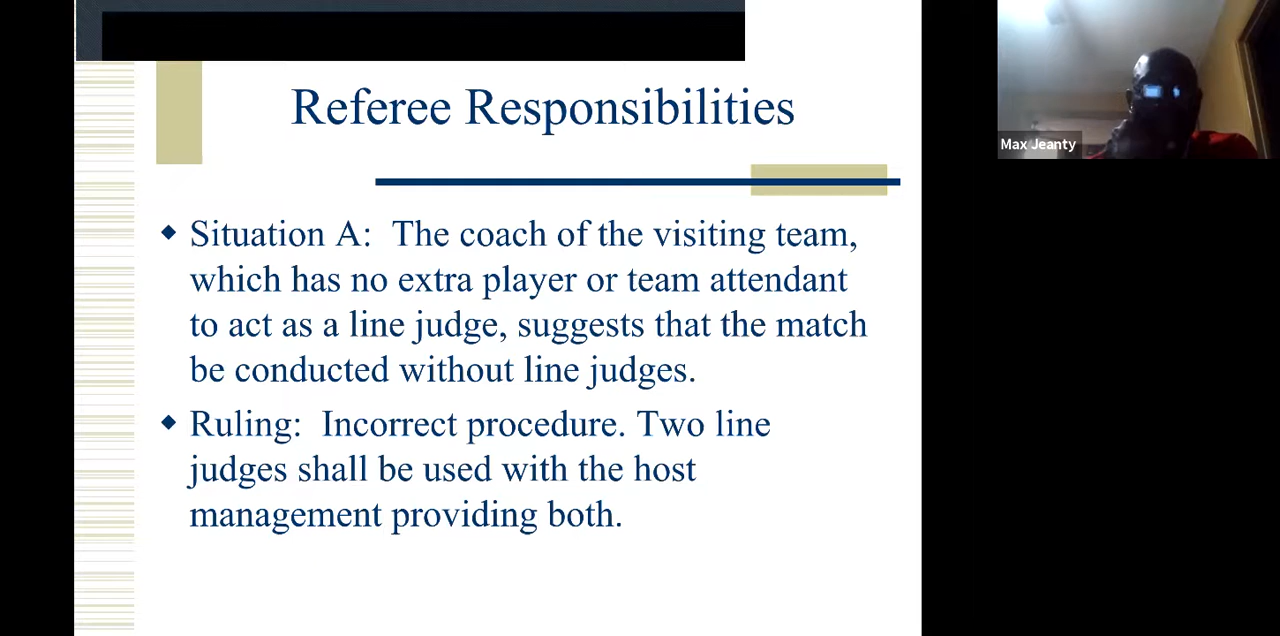 Referee Responsibilities
Max Jeanty
Situation A: The coach of the visiting team,
which has no extra player or team attendant
to act as a line judge, suggests that the match
be conducted without line judges.
Ruling: Incorrect procedure. Two line
judges shall be used with the host
management providing both.